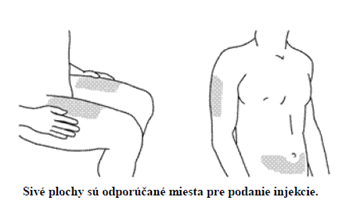 Sivé plochy sú odporúčané miesta pre podanie injekcie.